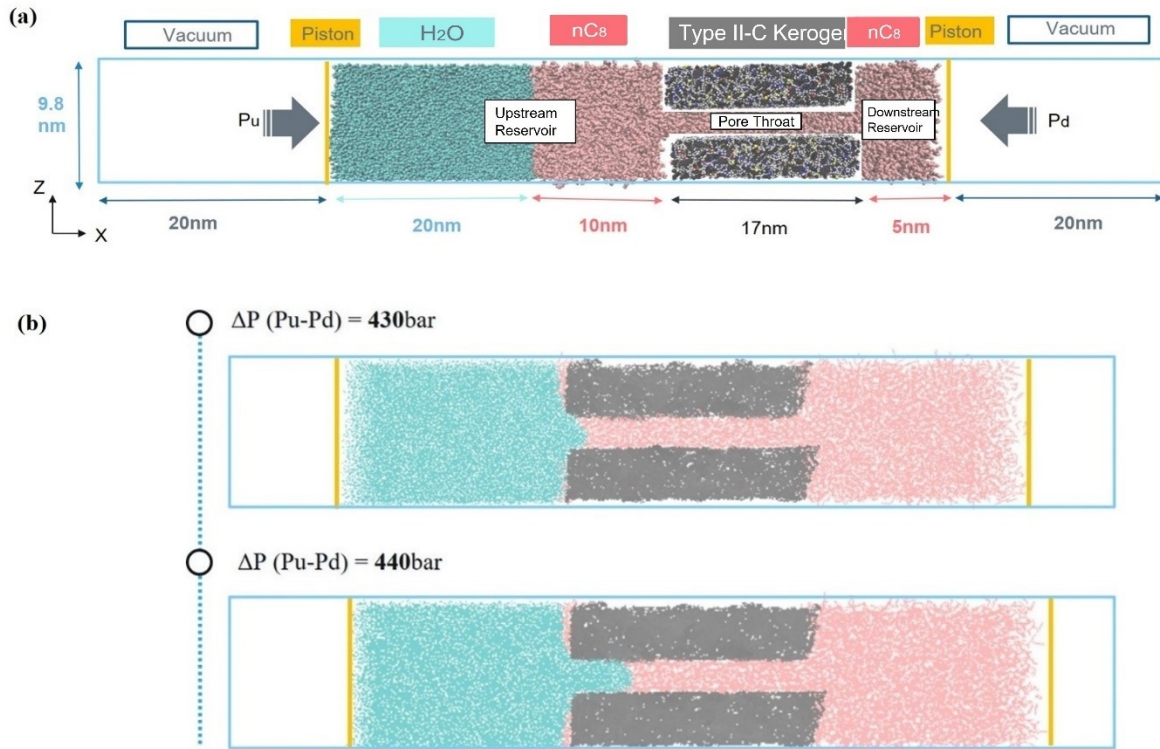 (a)
Vacuum Piston H2O nC8 Type II-C Keroger nC8 Piston Vacuum
9.8
nm
Pu
Upstream
Reservoir
Pore Throat
Downstream
Reservoir
Pd
Z
X
20nm 20nm 10nm 17nm 5nm 20nm
(b)
ΔP (Pu-Pd) = 430bar
ΔP (Pu-Pd) = 440bar